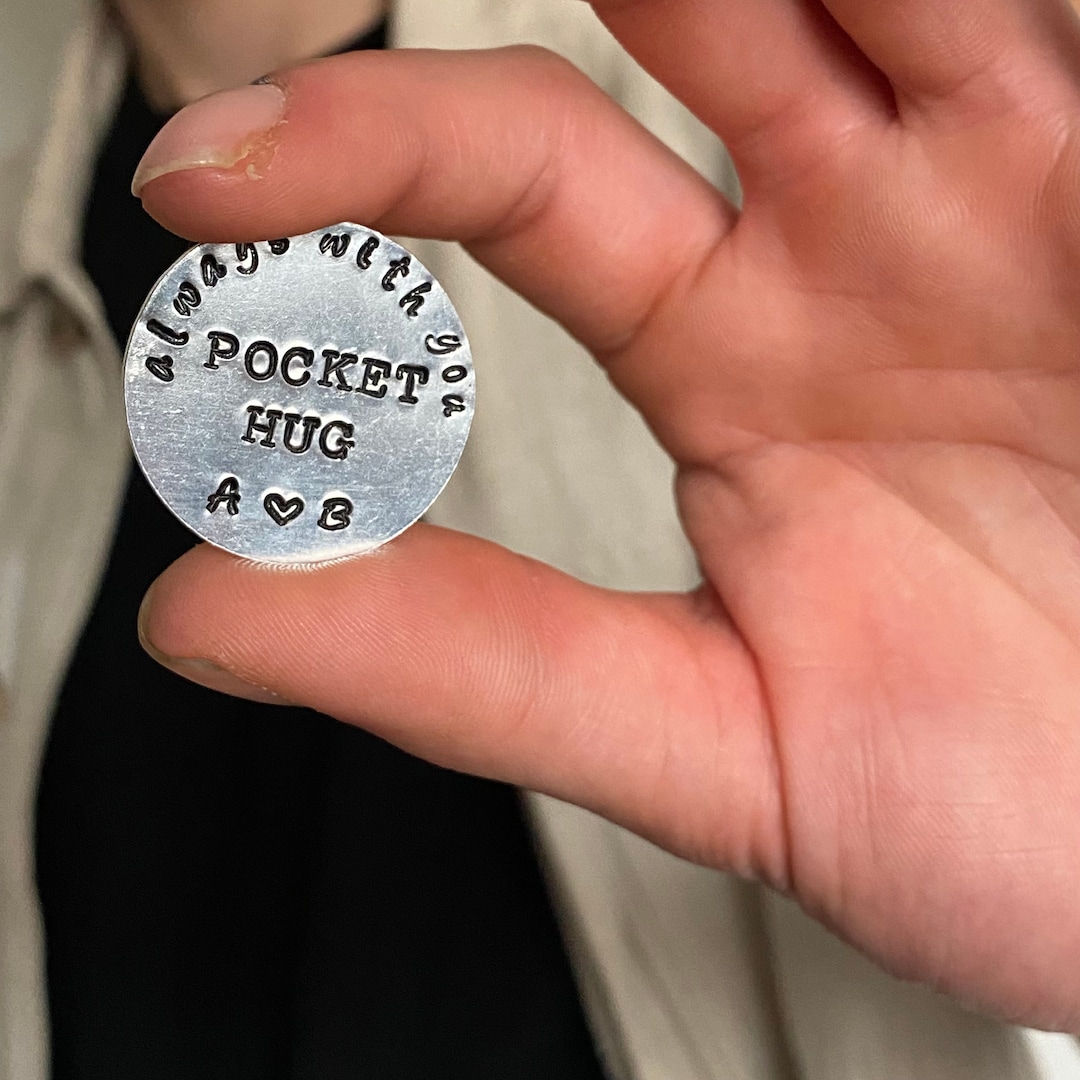 always with you
POCKET
HUG
A ♥ B